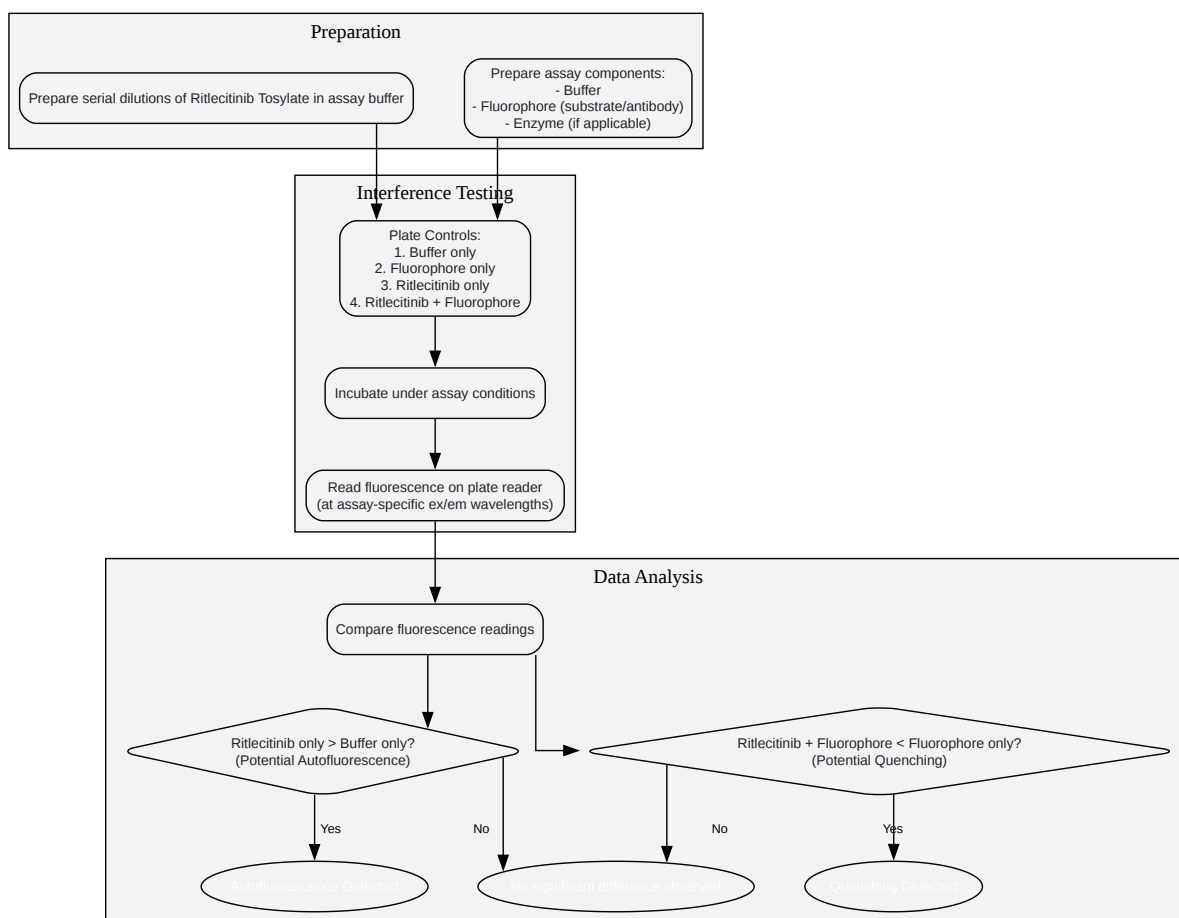 Preparation
Prepare serial dilutions of Ritlecitinib Tosylate in assay buffer
Prepare assay components:
- Buffer
- Fluorophore (substrate/antibody)
- Enzyme (if applicable)
Interference Testing
Plate Controls:
1. Buffer only
2. Fluorophore only
3. Ritlecitinib only
4. Ritlecitinib + Fluorophore
Incubate under assay conditions
Read fluorescence on plate reader
(at assay-specific ex/em wavelengths)
Data Analysis
Compare fluorescence readings
Ritlecitinib only > Buffer only?
(Potential Autofluorescence)
Ritlecitinib + Fluorophore < Fluorophore only?
(Potential Quenching)
Yes
No
No
Yes
Autofluorescence Detected
No significant difference observed
Quenching Detected